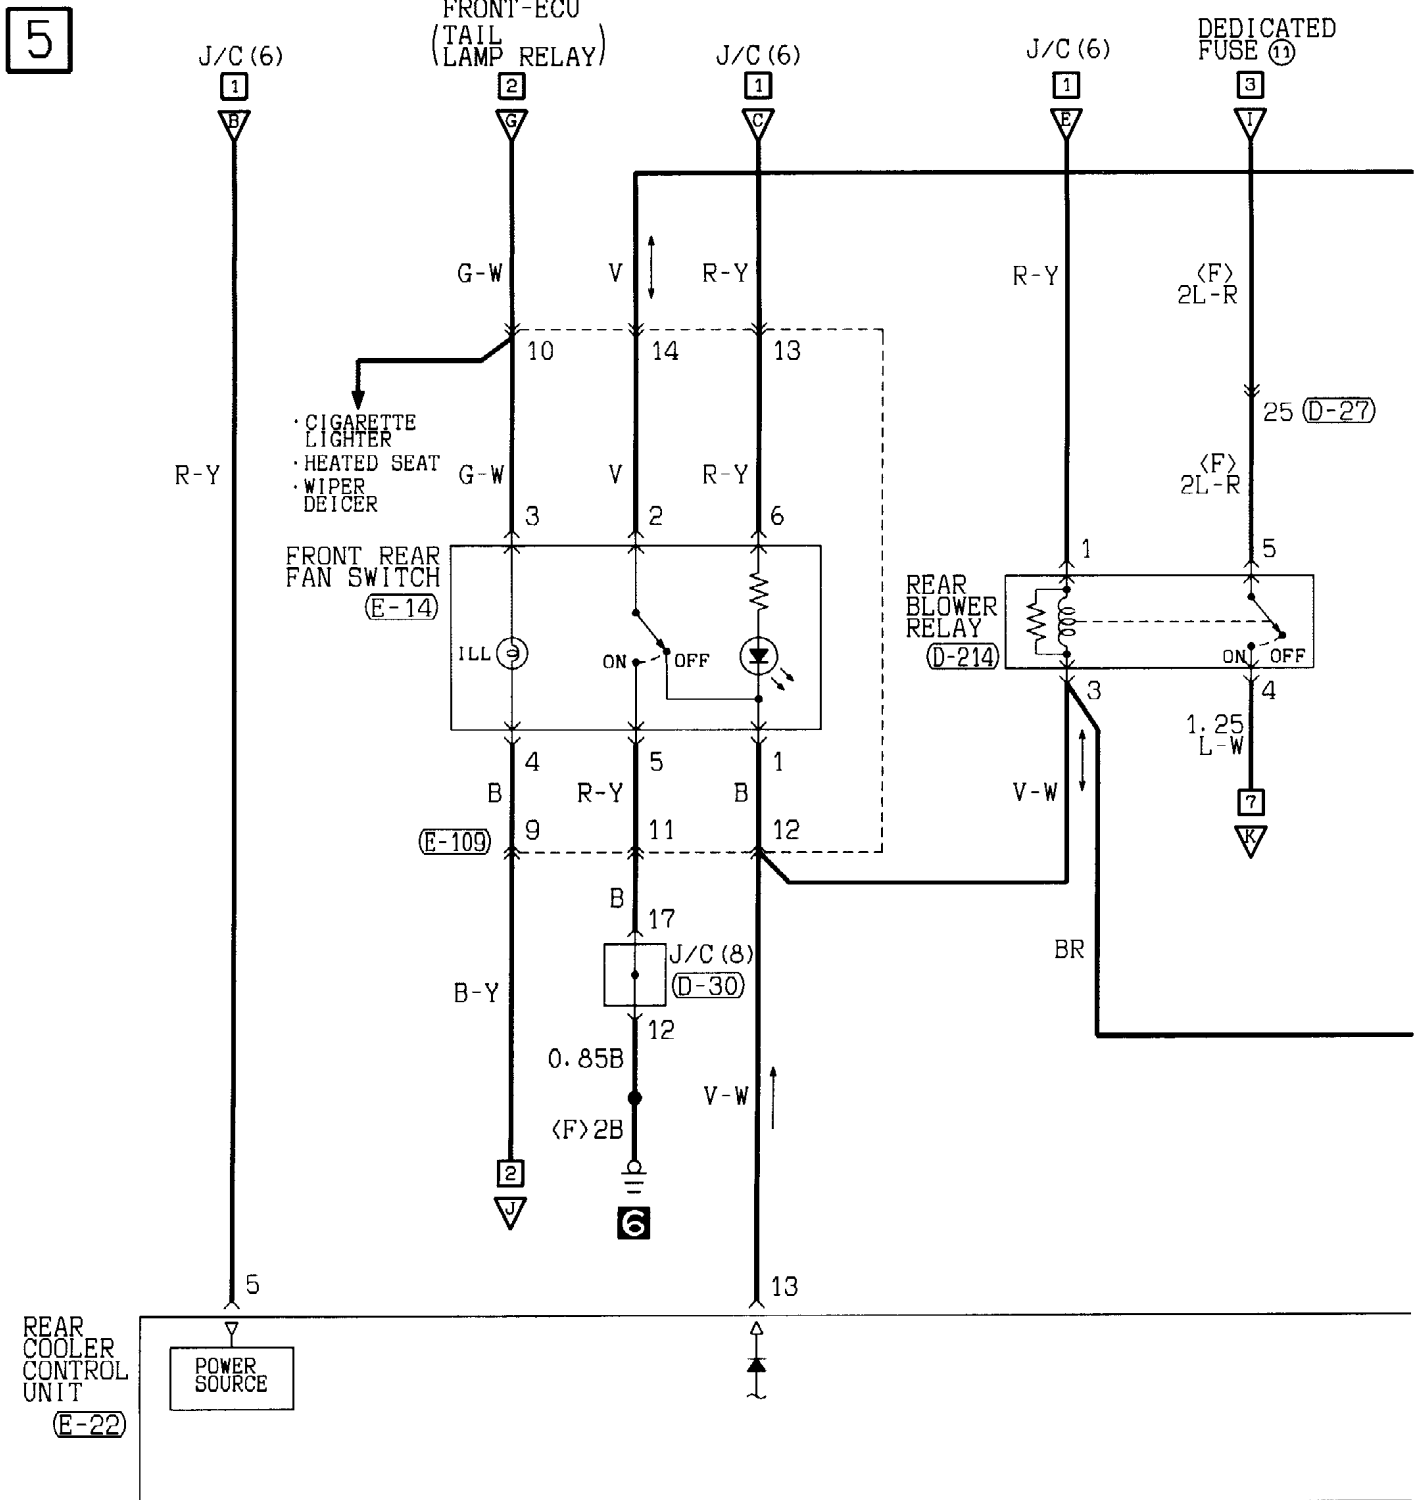 5
FRONT-ECU
(TAIL
LAMP RELAY)
J/C(6)
J/C(6)
J/C(6)
DEDICATED
FUSE ⑪
1
2
1
1
3
B
G
C
E
I
G-W
V
R-Y
R-Y
<F>
2L-R
10
14
13
25
D-27
·CIGARETTE
LIGHTER
·HEATED SEAT
·WIPER
DEICER
R-Y
G-W
V
R-Y
<F>
2L-R
3
2
6
1
5
FRONT REAR
FAN SWITCH
E-14
REAR
BLOWER
RELAY
D-214
ILL
ON
OFF
ON
OFF
4
5
1
3
4
1.25
L-W
B
R-Y
B
V-W
7
K
E-109
9
11
12
B
17
J/C(8)
D-30
BR
B-Y
12
0.85B
V-W
<F>2B
2
J
6
5
13
REAR
COOLER
CONTROL
UNIT
E-22
POWER
SOURCE